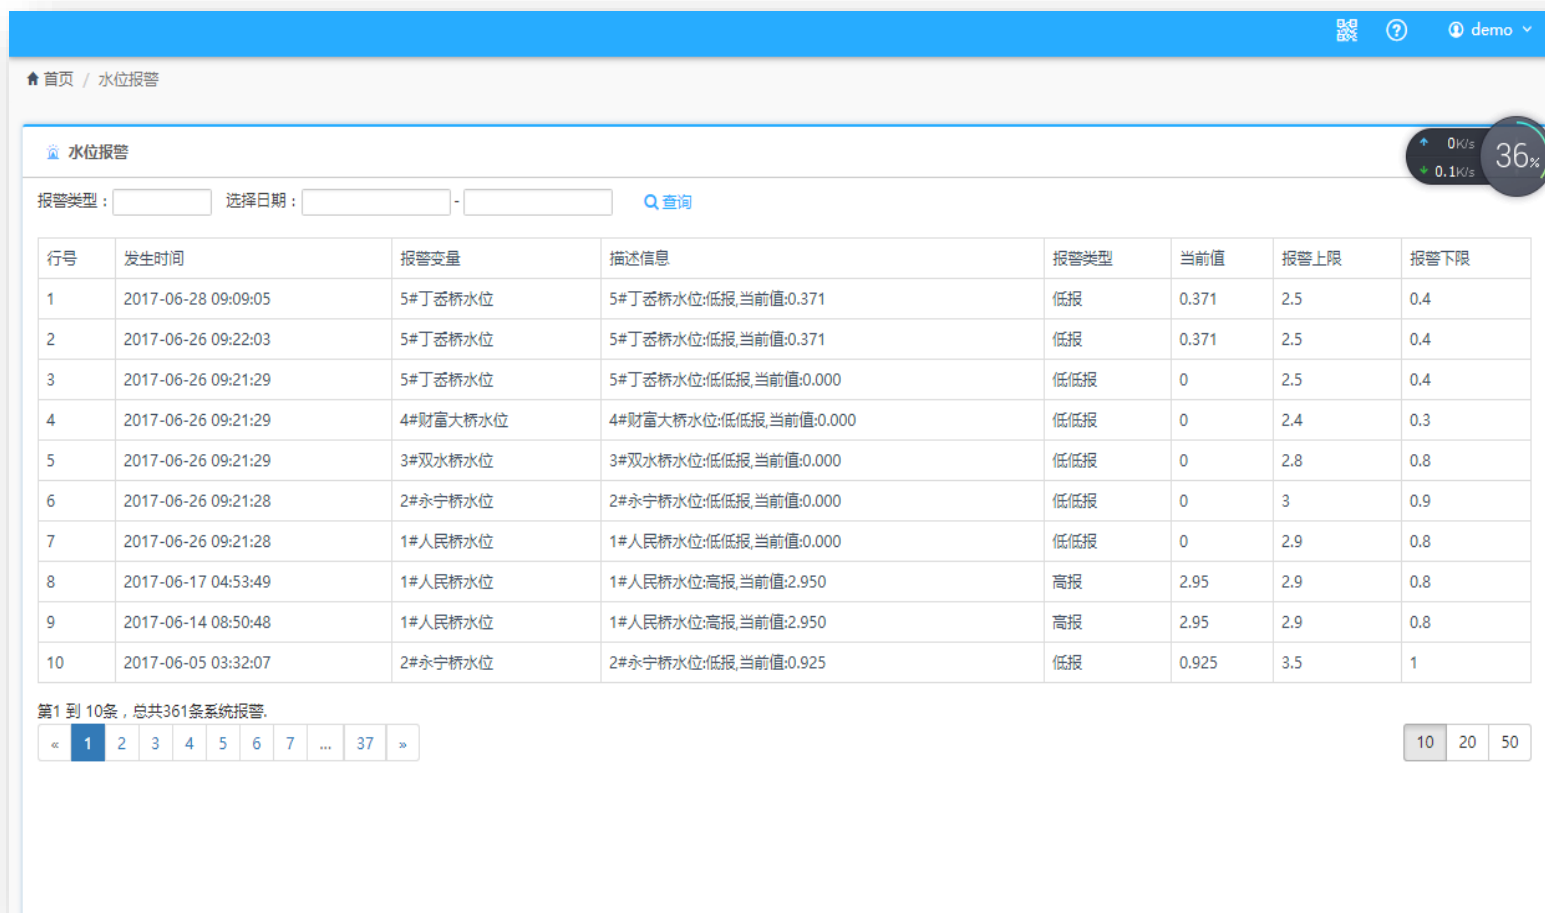 demo
首页 / 水位报警
水位报警
0K/s
0.1K/s
36%
报警类型： 选择日期： - 查询
行号 发生时间 报警变量 描述信息 报警类型 当前值 报警上限 报警下限
1 2017-06-28 09:09:05 5#丁岙桥水位 5#丁岙桥水位:低报,当前值:0.371 低报 0.371 2.5 0.4
2 2017-06-26 09:22:03 5#丁岙桥水位 5#丁岙桥水位:低报,当前值:0.371 低报 0.371 2.5 0.4
3 2017-06-26 09:21:29 5#丁岙桥水位 5#丁岙桥水位:低低报,当前值:0.000 低低报 0 2.5 0.4
4 2017-06-26 09:21:29 4#财富大桥水位 4#财富大桥水位:低低报,当前值:0.000 低低报 0 2.4 0.3
5 2017-06-26 09:21:29 3#双水桥水位 3#双水桥水位:低低报,当前值:0.000 低低报 0 2.8 0.8
6 2017-06-26 09:21:28 2#永宁桥水位 2#永宁桥水位:低低报,当前值:0.000 低低报 0 3 0.9
7 2017-06-26 09:21:28 1#人民桥水位 1#人民桥水位:低低报,当前值:0.000 低低报 0 2.9 0.8
8 2017-06-17 04:53:49 1#人民桥水位 1#人民桥水位:高报,当前值:2.950 高报 2.95 2.9 0.8
9 2017-06-14 08:50:48 1#人民桥水位 1#人民桥水位:高报,当前值:2.950 高报 2.95 2.9 0.8
10 2017-06-05 03:32:07 2#永宁桥水位 2#永宁桥水位:低报,当前值:0.925 低报 0.925 3.5 1
第1 到 10条，总共361条系统报警.
« 1 2 3 4 5 6 7 ... 37 » 10 20 50